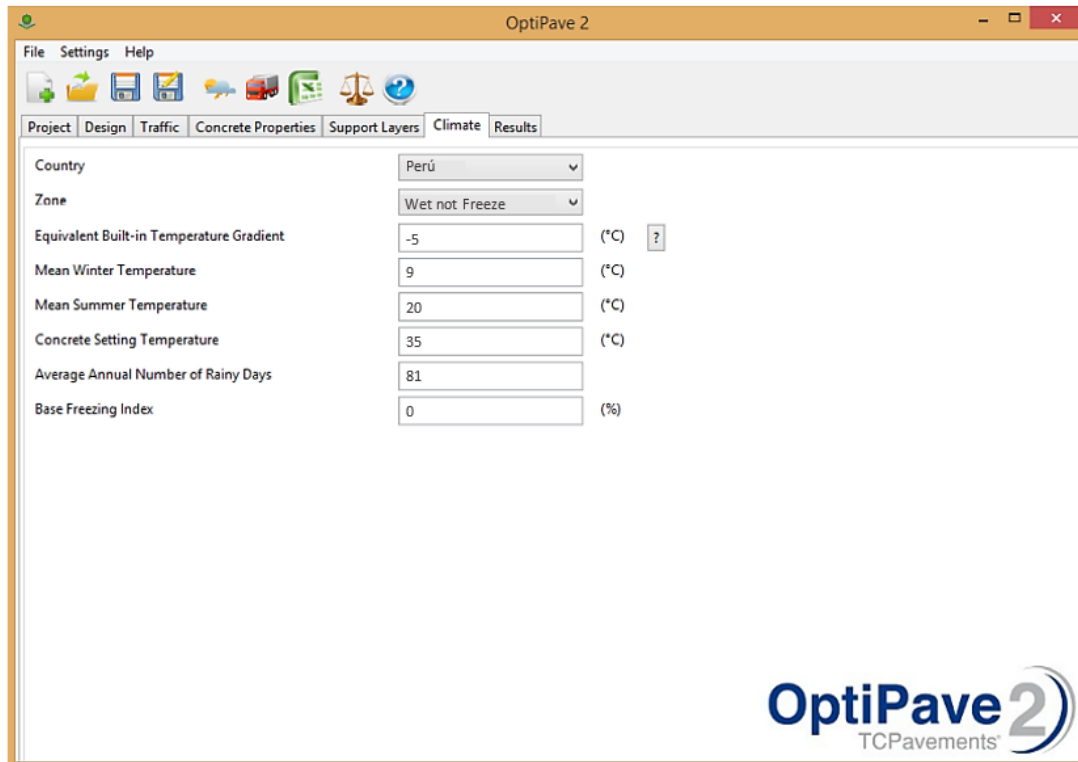 OptiPave 2
File Settings Help
Project Design Traffic Concrete Properties Support Layers Climate Results
Country Perú
Zone Wet not Freeze
Equivalent Built-in Temperature Gradient -5 (°C) ?
Mean Winter Temperature 9 (°C)
Mean Summer Temperature 20 (°C)
Concrete Setting Temperature 35 (°C)
Average Annual Number of Rainy Days 81
Base Freezing Index 0 (%)
OptiPave 2
TCPavements